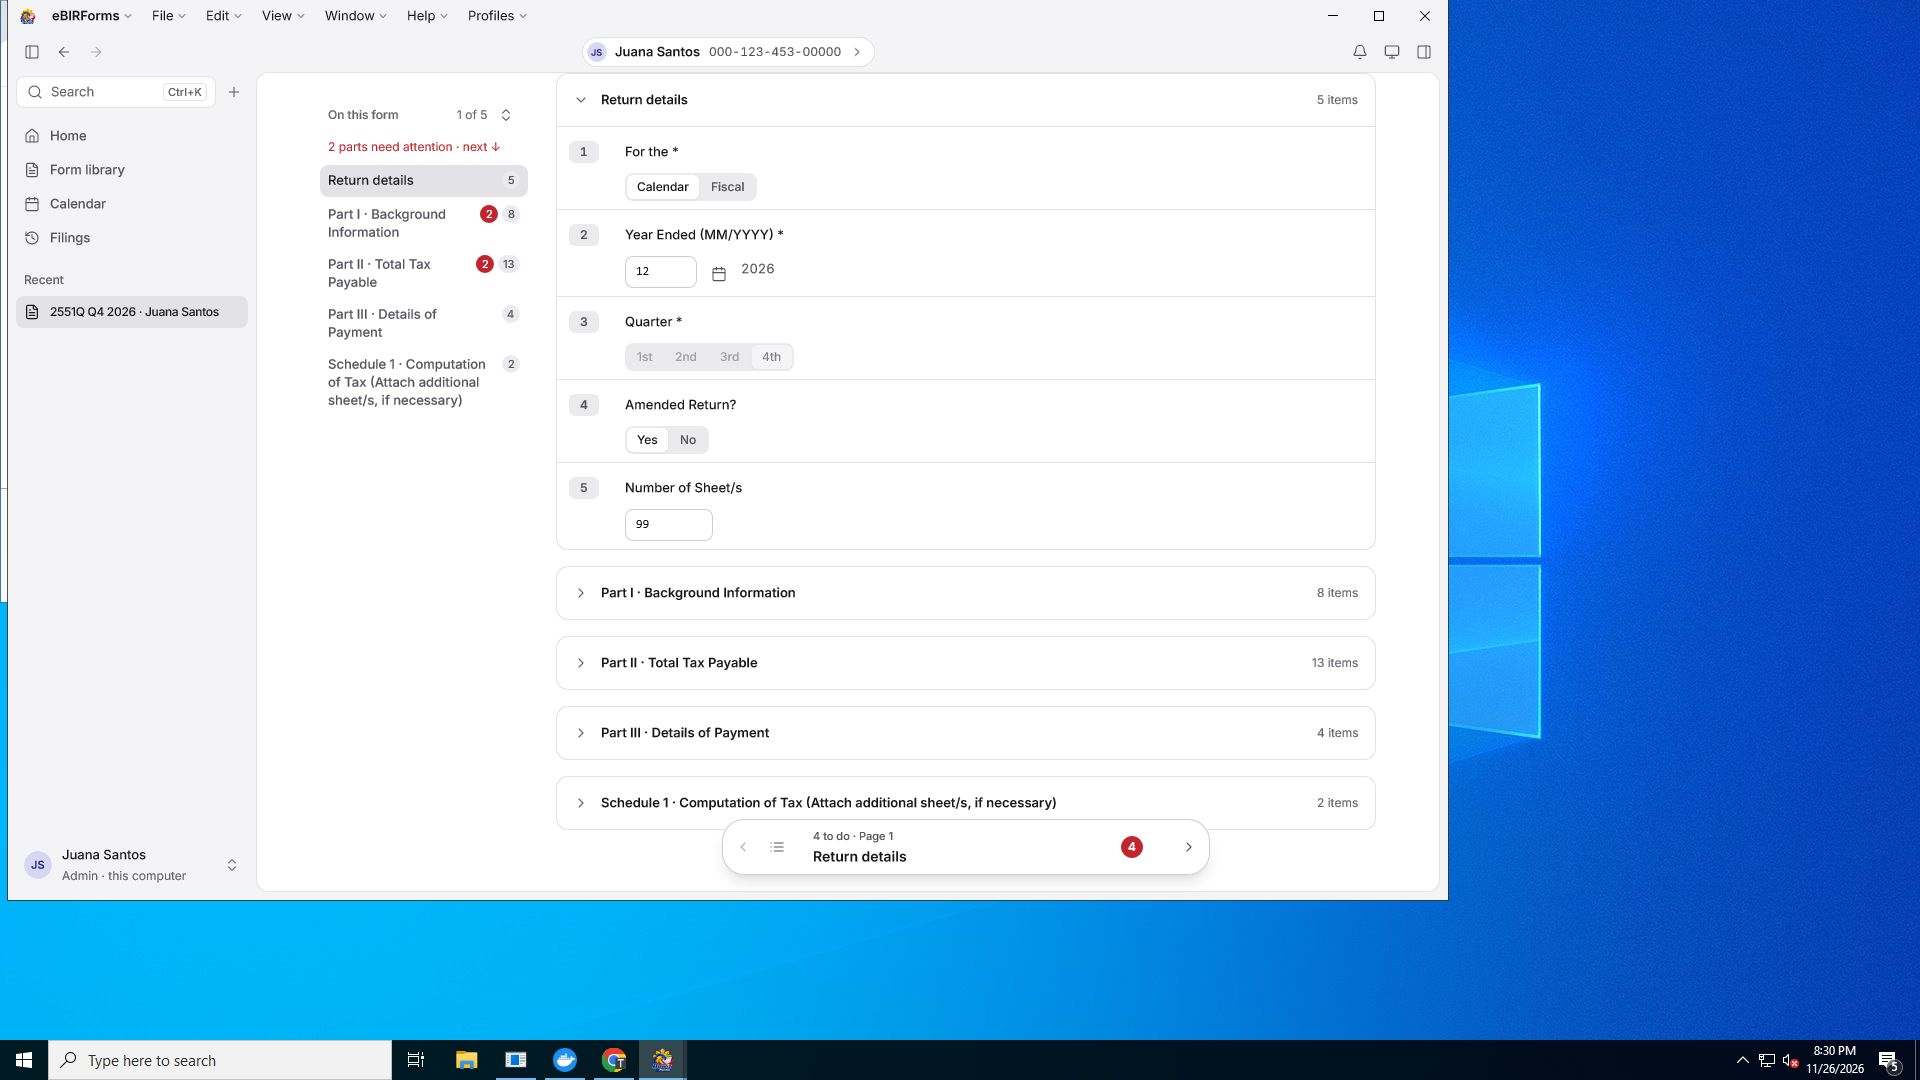 eBIRForms File Edit View Window Help Profiles
JS Juana Santos 000-123-453-00000
Search Ctrl+K
Home
Form library
Calendar
Filings
Recent
2551Q Q4 2026 · Juana Santos
JS Juana Santos
Admin · this computer
On this form 1 of 5
2 parts need attention · next ↓
Return details 5
Part I · Background Information 2 8
Part II · Total Tax Payable 2 13
Part III · Details of Payment 4
Schedule 1 · Computation of Tax (Attach additional sheet/s, if necessary) 2
Return details 5 items
1 For the *
Calendar Fiscal
2 Year Ended (MM/YYYY) *
12 2026
3 Quarter *
1st 2nd 3rd 4th
4 Amended Return?
Yes No
5 Number of Sheet/s
99
Part I · Background Information 8 items
Part II · Total Tax Payable 13 items
Part III · Details of Payment 4 items
Schedule 1 · Computation of Tax (Attach additional sheet/s, if necessary) 2 items
4 to do · Page 1
Return details 4
Type here to search
8:30 PM
11/26/2026
5